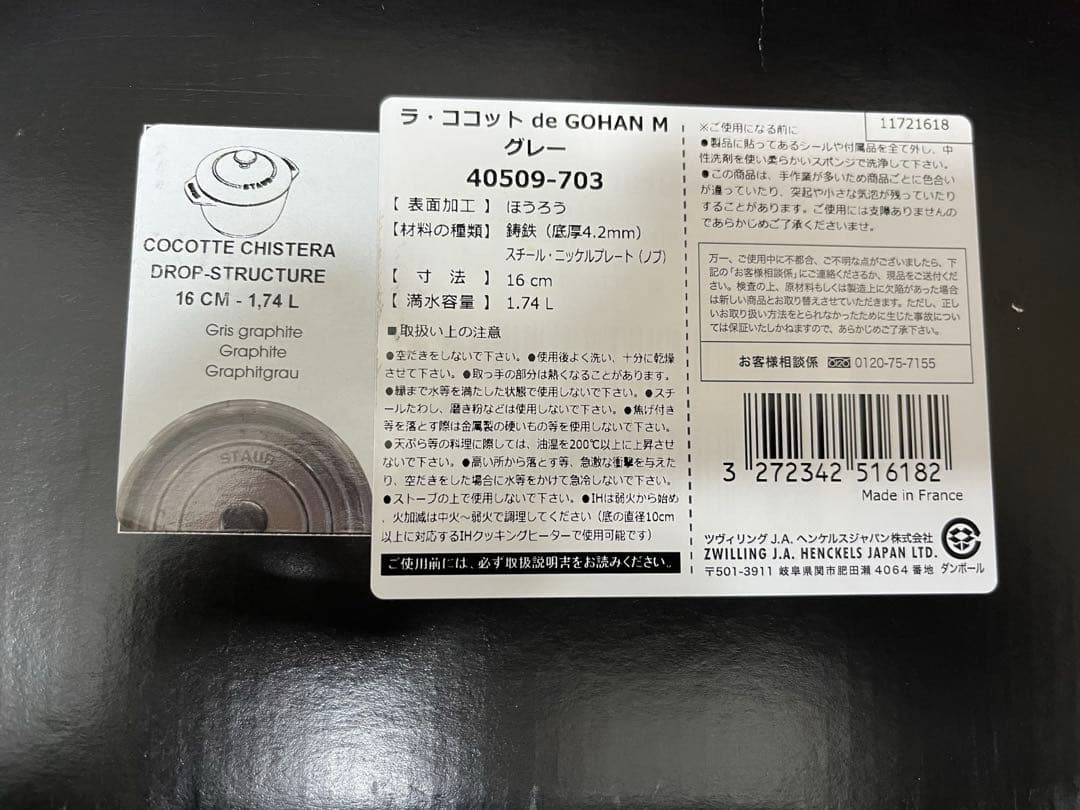 STAUB
COCOTTE CHISTERA
DROP-STRUCTURE
16 CM - 1,74 L
Gris graphite
Graphite
Graphitgrau
STAUB
ラ・ココット de GOHAN M
グレー
40509-703
【 表面加工 】 ほうろう
【材料の種類】 鋳鉄（底厚4.2mm）
スチール・ニッケルプレート（ノブ）
【 寸 法 】 16 cm
【 満水容量 】 1.74 L
■取扱い上の注意
●空だきをしないで下さい。●使用後よく洗い、十分に乾燥
させて下さい。●取っ手の部分は熱くなることがあります。
●縁まで水等を満たした状態で使用しないで下さい。●スチ
ールたわし、磨き粉などは使用しないで下さい。●焦げ付き
等を落とす際は金属製の硬いもの等を使用しないで下さい。
●天ぷら等の料理に際しては、油温を200℃以上に上昇させ
ないで下さい。●高い所から落とす等、急激な衝撃を与えた
り、空だきをした場合に水等をかけて急冷しないで下さい。
●ストーブの上で使用しないで下さい。●IHは弱火から始め
、火加減は中火～弱火で調理してください（底の直径10cm
以上に対応するIHクッキングヒーターで使用可能です）
ご使用前には、必ず取扱説明書をお読みください。
11721618
※ご使用になる前に
●製品に貼ってあるシールや付属品を全て外し、中
性洗剤を使い柔らかいスポンジで洗浄して下さい。
●この商品は、手作業が多いため商品ごとに色合い
が違っていたり、突起や小さな気泡が残っていたり
することがあります。ご使用には支障ありませんの
であらかじめご了承くださいませ。
万一、ご使用中に不都合、ご不明な点がございましたら、下
記の「お客様相談係」にご連絡くださるか、現品をご送付くだ
さい。検査の上、原材料もしくは製造上に欠陥があった場合
は新しい商品とお取り替えさせていただきます。ただし、正し
いお取り扱い方法をとられなかったために生じた事故につい
ては保証いたしかねますので、あらかじめご了承下さい。
お客様相談係 0120-75-7155
3 272342 516182
Made in France
ツヴィリング J.A. ヘンケルスジャパン株式会社
ZWILLING J.A. HENCKELS JAPAN LTD.
〒501-3911 岐阜県関市肥田瀬 4064 番地
ダンボール